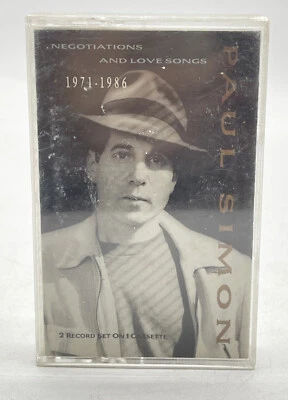 NEGOTIATIONS
AND LOVE SONGS
1971-1986
PAUL SIMON
2 RECORD SET ON 1 CASSETTE